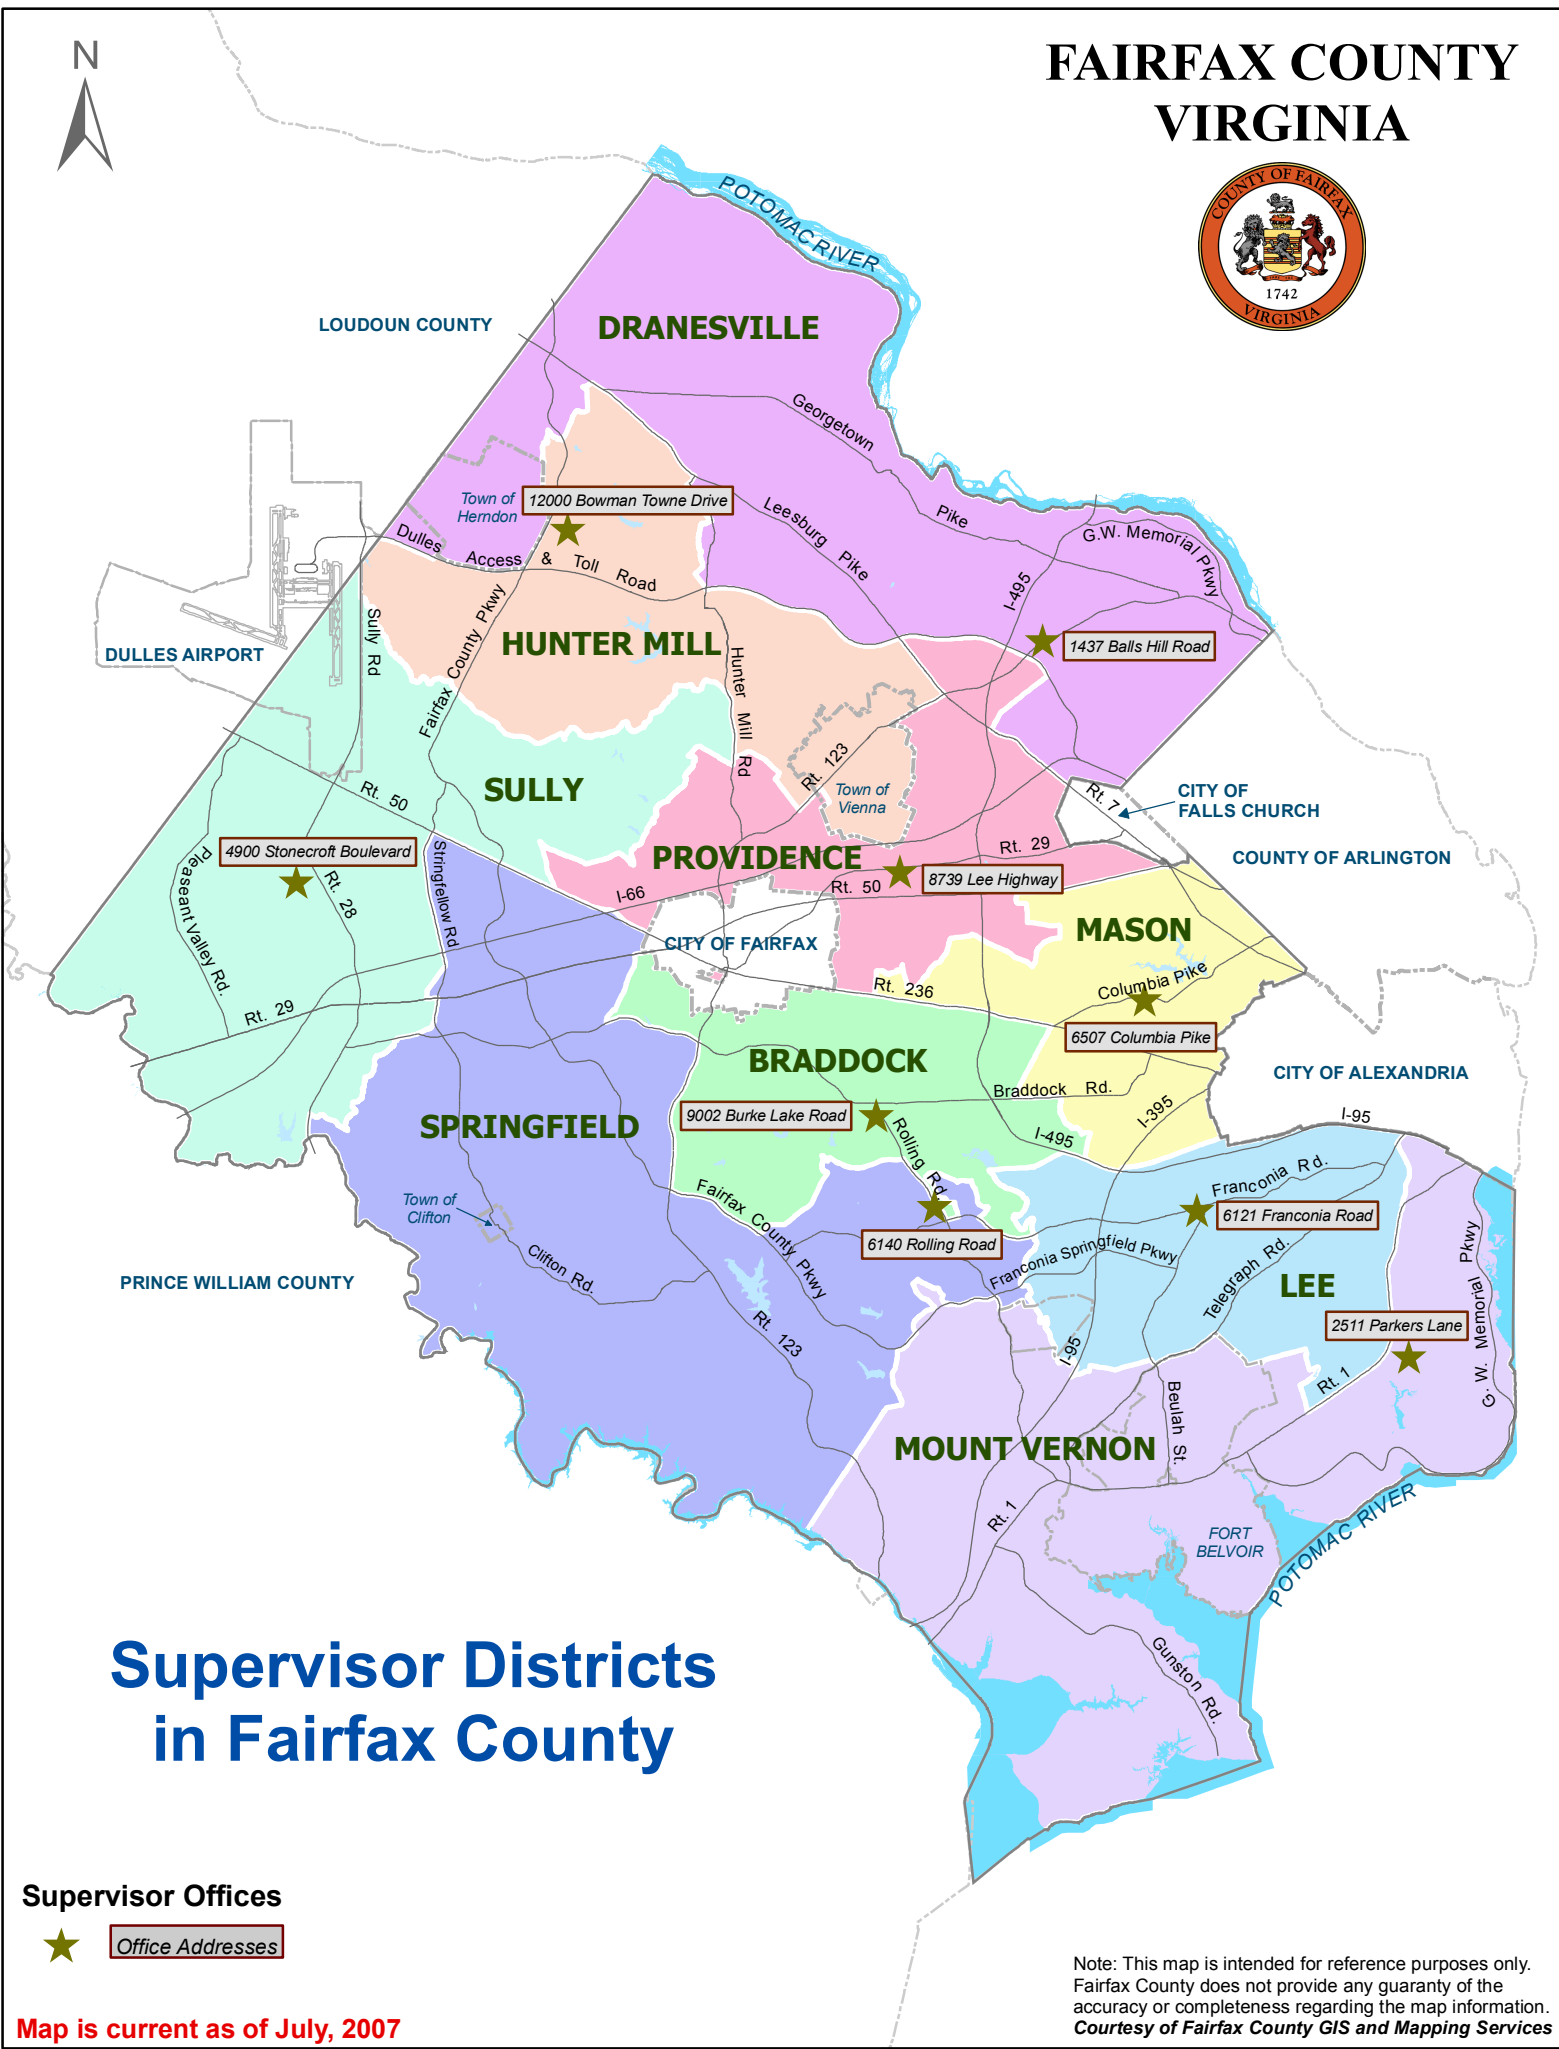 N
FAIRFAX COUNTY
VIRGINIA
COUNTY OF FAIRFAX
1742
VIRGINIA
POTOMAC RIVER
LOUDOUN COUNTY
DRANESVILLE
Georgetown
Pike
Leesburg
Pike
G.W. Memorial Pkwy
I-495
Town of
Herndon
12000 Bowman Towne Drive
Dulles
Access
&
Toll
Road
Sully Rd
Fairfax County Pkwy
HUNTER MILL
Hunter Mill Rd
1437 Balls Hill Road
DULLES AIRPORT
SULLY
Rt. 50
Rt. 123
Town of
Vienna
Rt. 7
CITY OF
FALLS CHURCH
COUNTY OF ARLINGTON
4900 Stonecroft Boulevard
Pleaseant Valley Rd.
Rt. 28
Stringfellow Rd
PROVIDENCE
Rt. 29
Rt. 50
8739 Lee Highway
I-66
CITY OF FAIRFAX
MASON
Rt. 236
Columbia Pike
6507 Columbia Pike
Rt. 29
BRADDOCK
Braddock Rd.
CITY OF ALEXANDRIA
I-95
I-395
I-495
9002 Burke Lake Road
Rolling Rd.
SPRINGFIELD
Town of
Clifton
Clifton Rd.
Fairfax County Pkwy
Rt. 123
6140 Rolling Road
Franconia Rd.
6121 Franconia Road
Franconia Springfield Pkwy
Telegraph Rd.
LEE
G. W. Memorial Pkwy
2511 Parkers Lane
PRINCE WILLIAM COUNTY
I-95
Rt. 1
Beulah St.
MOUNT VERNON
Rt. 1
FORT
BELVOIR
POTOMAC RIVER
Gunston Rd.
Supervisor Districts
in Fairfax County
Supervisor Offices
Office Addresses
Map is current as of July, 2007
Note: This map is intended for reference purposes only.
Fairfax County does not provide any guaranty of the
accuracy or completeness regarding the map information.
Courtesy of Fairfax County GIS and Mapping Services